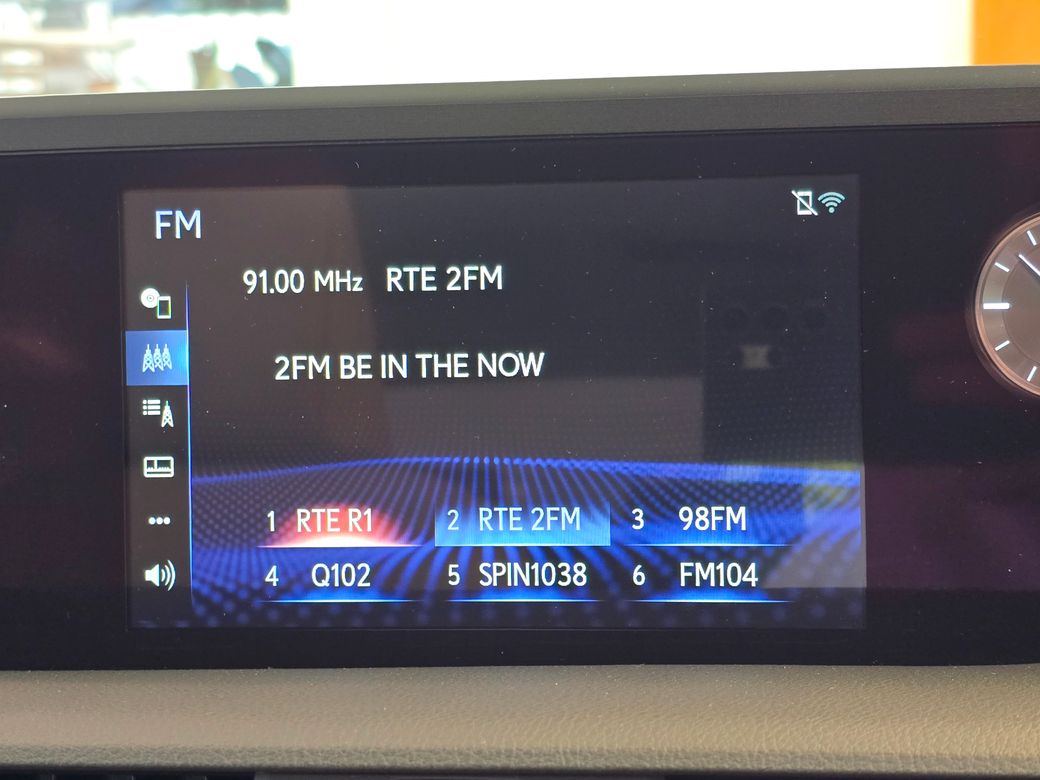 FM
91.00 MHz RTE 2FM
2FM BE IN THE NOW
1 RTE R1 2 RTE 2FM 3 98FM
4 Q102 5 SPIN1038 6 FM104